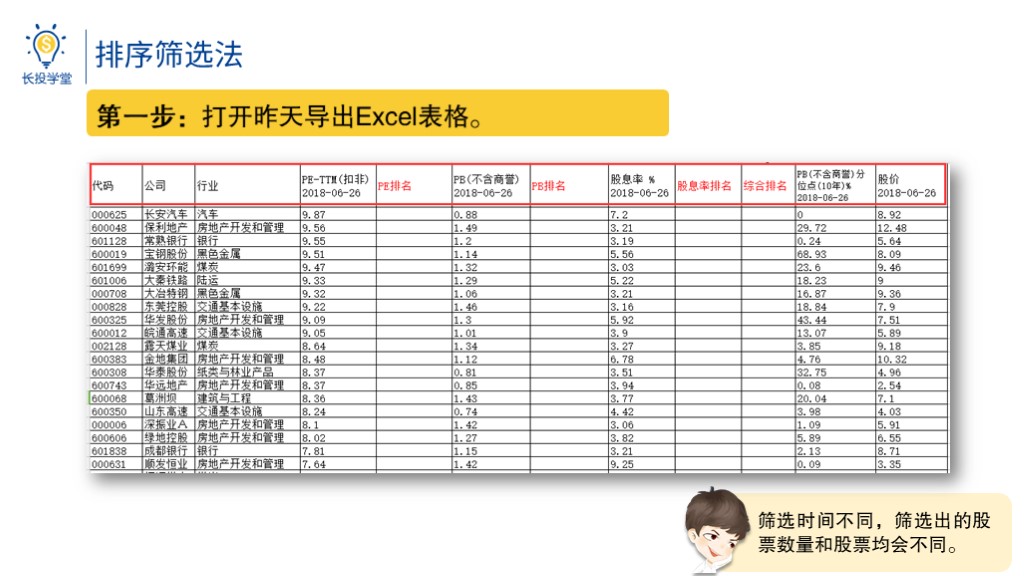 长投学堂
排序筛选法
第一步：打开昨天导出Excel表格。
代码 公司 行业 PE-TTM(扣非) 2018-06-26 PE排名 PB(不含商誉) 2018-06-26 PB排名 股息率 % 2018-06-26 股息率排名 综合排名 PB(不含商誉)分位点(10年)% 2018-06-26 股价 2018-06-26
000625 长安汽车 汽车 9.87 0.88 7.2 0 8.92
600048 保利地产 房地产开发和管理 9.56 1.49 3.21 29.72 12.48
601128 常熟银行 银行 9.55 1.2 3.19 0.24 5.64
600019 宝钢股份 黑色金属 9.51 1.14 5.56 68.93 8.09
601699 潞安环能 煤炭 9.47 1.32 3.03 23.6 9.46
601006 大秦铁路 陆运 9.33 1.29 5.22 18.23 9
000708 大冶特钢 黑色金属 9.32 1.06 3.21 16.87 9.36
000828 东莞控股 交通基本设施 9.22 1.46 3.16 18.84 7.9
600325 华发股份 房地产开发和管理 9.09 1.3 5.92 43.44 7.51
600012 皖通高速 交通基本设施 9.05 1.01 3.9 13.07 5.89
002128 露天煤业 煤炭 8.64 1.34 3.27 3.85 9.18
600383 金地集团 房地产开发和管理 8.48 1.12 6.78 4.76 10.32
600308 华泰股份 纸类与林业产品 8.37 0.81 3.51 32.75 4.96
600743 华远地产 房地产开发和管理 8.37 0.85 3.94 0.08 2.54
600068 葛洲坝 建筑与工程 8.36 1.43 3.77 20.04 7.1
600350 山东高速 交通基本设施 8.24 0.74 4.42 3.98 4.03
000006 深振业A 房地产开发和管理 8.1 1.42 3.06 1.09 5.91
600606 绿地控股 房地产开发和管理 8.02 1.27 3.82 5.89 6.55
601838 成都银行 银行 7.81 1.15 3.21 2.13 8.71
000631 顺发恒业 房地产开发和管理 7.64 1.42 9.25 0.09 3.35
筛选时间不同，筛选出的股
票数量和股票均会不同。